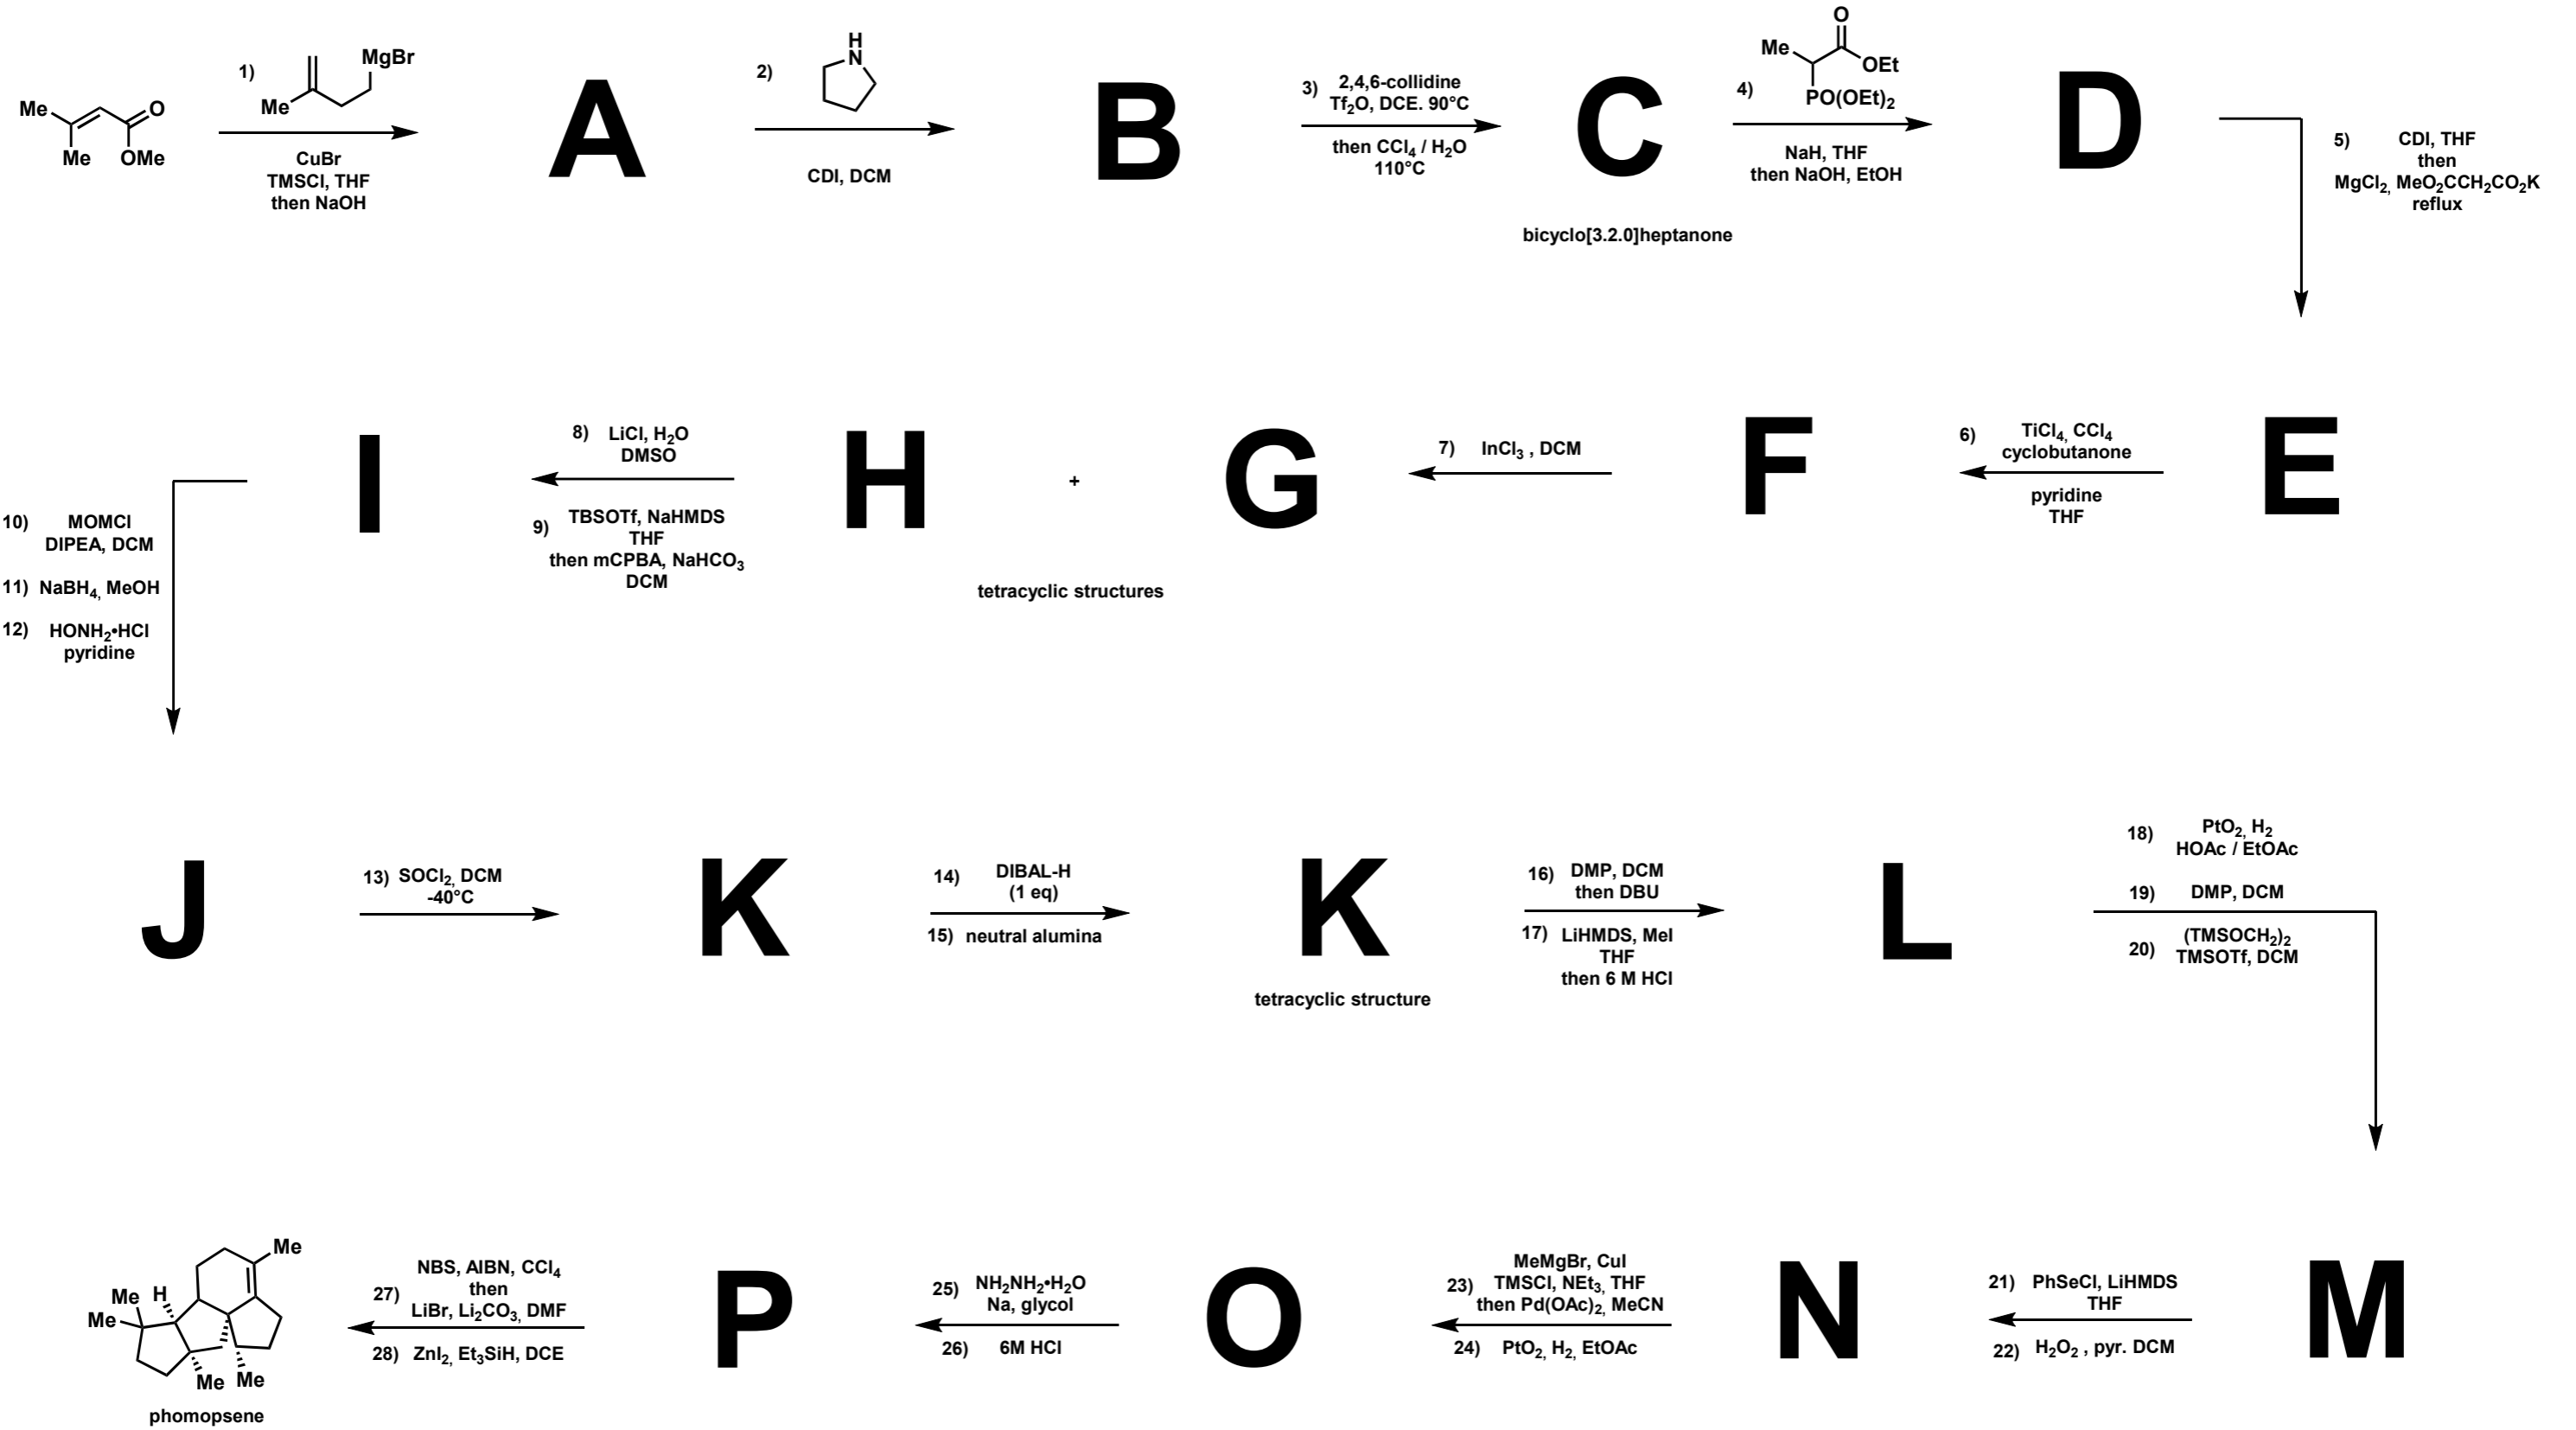 Me
Me
O
OMe
1)
MgBr
Me
CuBr
TMSCl, THF
then NaOH
A
2)
H
N
CDI, DCM
B
3) 2,4,6-collidine
Tf2O, DCE. 90°C
then CCl4 / H2O
110°C
C
bicyclo[3.2.0]heptanone
4)
Me
O
OEt
PO(OEt)2
NaH, THF
then NaOH, EtOH
D
5) CDI, THF
then
MgCl2, MeO2CCH2CO2K
reflux
E
6) TiCl4, CCl4
cyclobutanone
pyridine
THF
F
7) InCl3 , DCM
G
+
H
tetracyclic structures
8) LiCl, H2O
DMSO
9) TBSOTf, NaHMDS
THF
then mCPBA, NaHCO3
DCM
I
10) MOMCl
DIPEA, DCM
11) NaBH4, MeOH
12) HONH2•HCl
pyridine
J
13) SOCl2, DCM
-40°C
K
14) DIBAL-H
(1 eq)
15) neutral alumina
K
tetracyclic structure
16) DMP, DCM
then DBU
17) LiHMDS, MeI
THF
then 6 M HCl
L
18) PtO2, H2
HOAc / EtOAc
19) DMP, DCM
20) (TMSOCH2)2
TMSOTf, DCM
M
21) PhSeCl, LiHMDS
THF
22) H2O2 , pyr. DCM
N
23) MeMgBr, CuI
TMSCl, NEt3, THF
then Pd(OAc)2, MeCN
24) PtO2, H2, EtOAc
O
25) NH2NH2•H2O
Na, glycol
26) 6M HCl
P
27) NBS, AIBN, CCl4
then
LiBr, Li2CO3, DMF
28) ZnI2, Et3SiH, DCE
Me
H
Me
Me
Me
Me
phomopsene